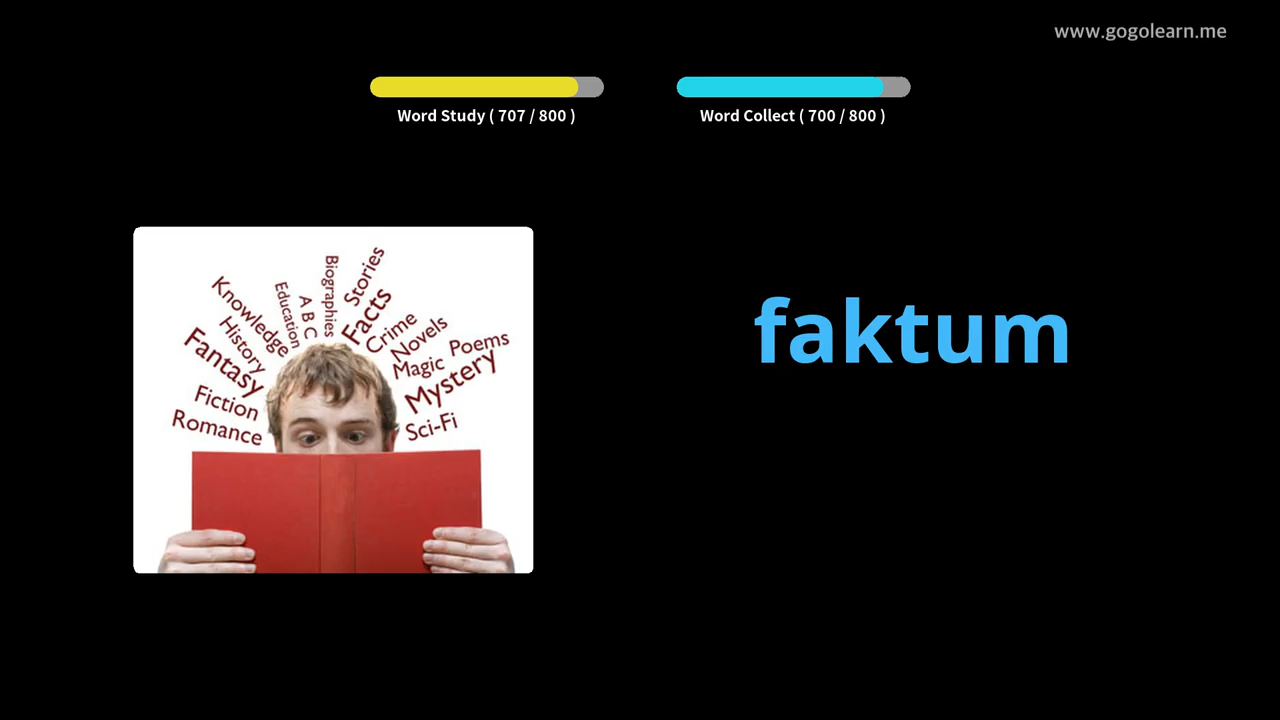 www.gogolearn.me
Word Study ( 707 / 800 )
Word Collect ( 700 / 800 )
faktum
Biographies
Stories
Education
A B C
Facts
Knowledge
History
Crime
Novels
Poems
Magic
Fantasy
Mystery
Fiction
Romance
Sci-Fi